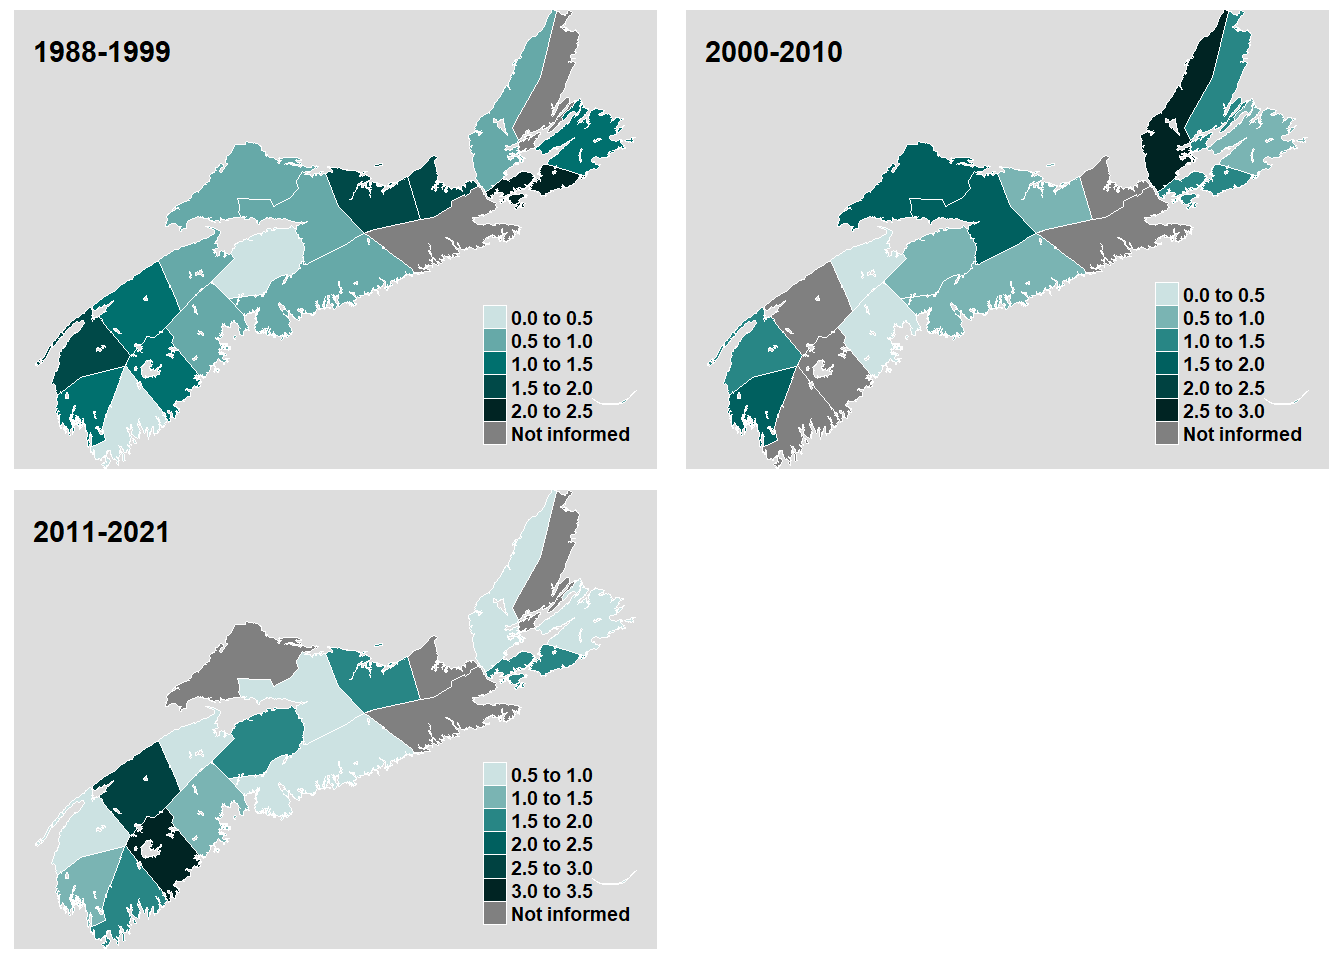 1988-1999
0.0 to 0.5
0.5 to 1.0
1.0 to 1.5
1.5 to 2.0
2.0 to 2.5
Not informed
2000-2010
0.0 to 0.5
0.5 to 1.0
1.0 to 1.5
1.5 to 2.0
2.0 to 2.5
2.5 to 3.0
Not informed
2011-2021
0.5 to 1.0
1.0 to 1.5
1.5 to 2.0
2.0 to 2.5
2.5 to 3.0
3.0 to 3.5
Not informed